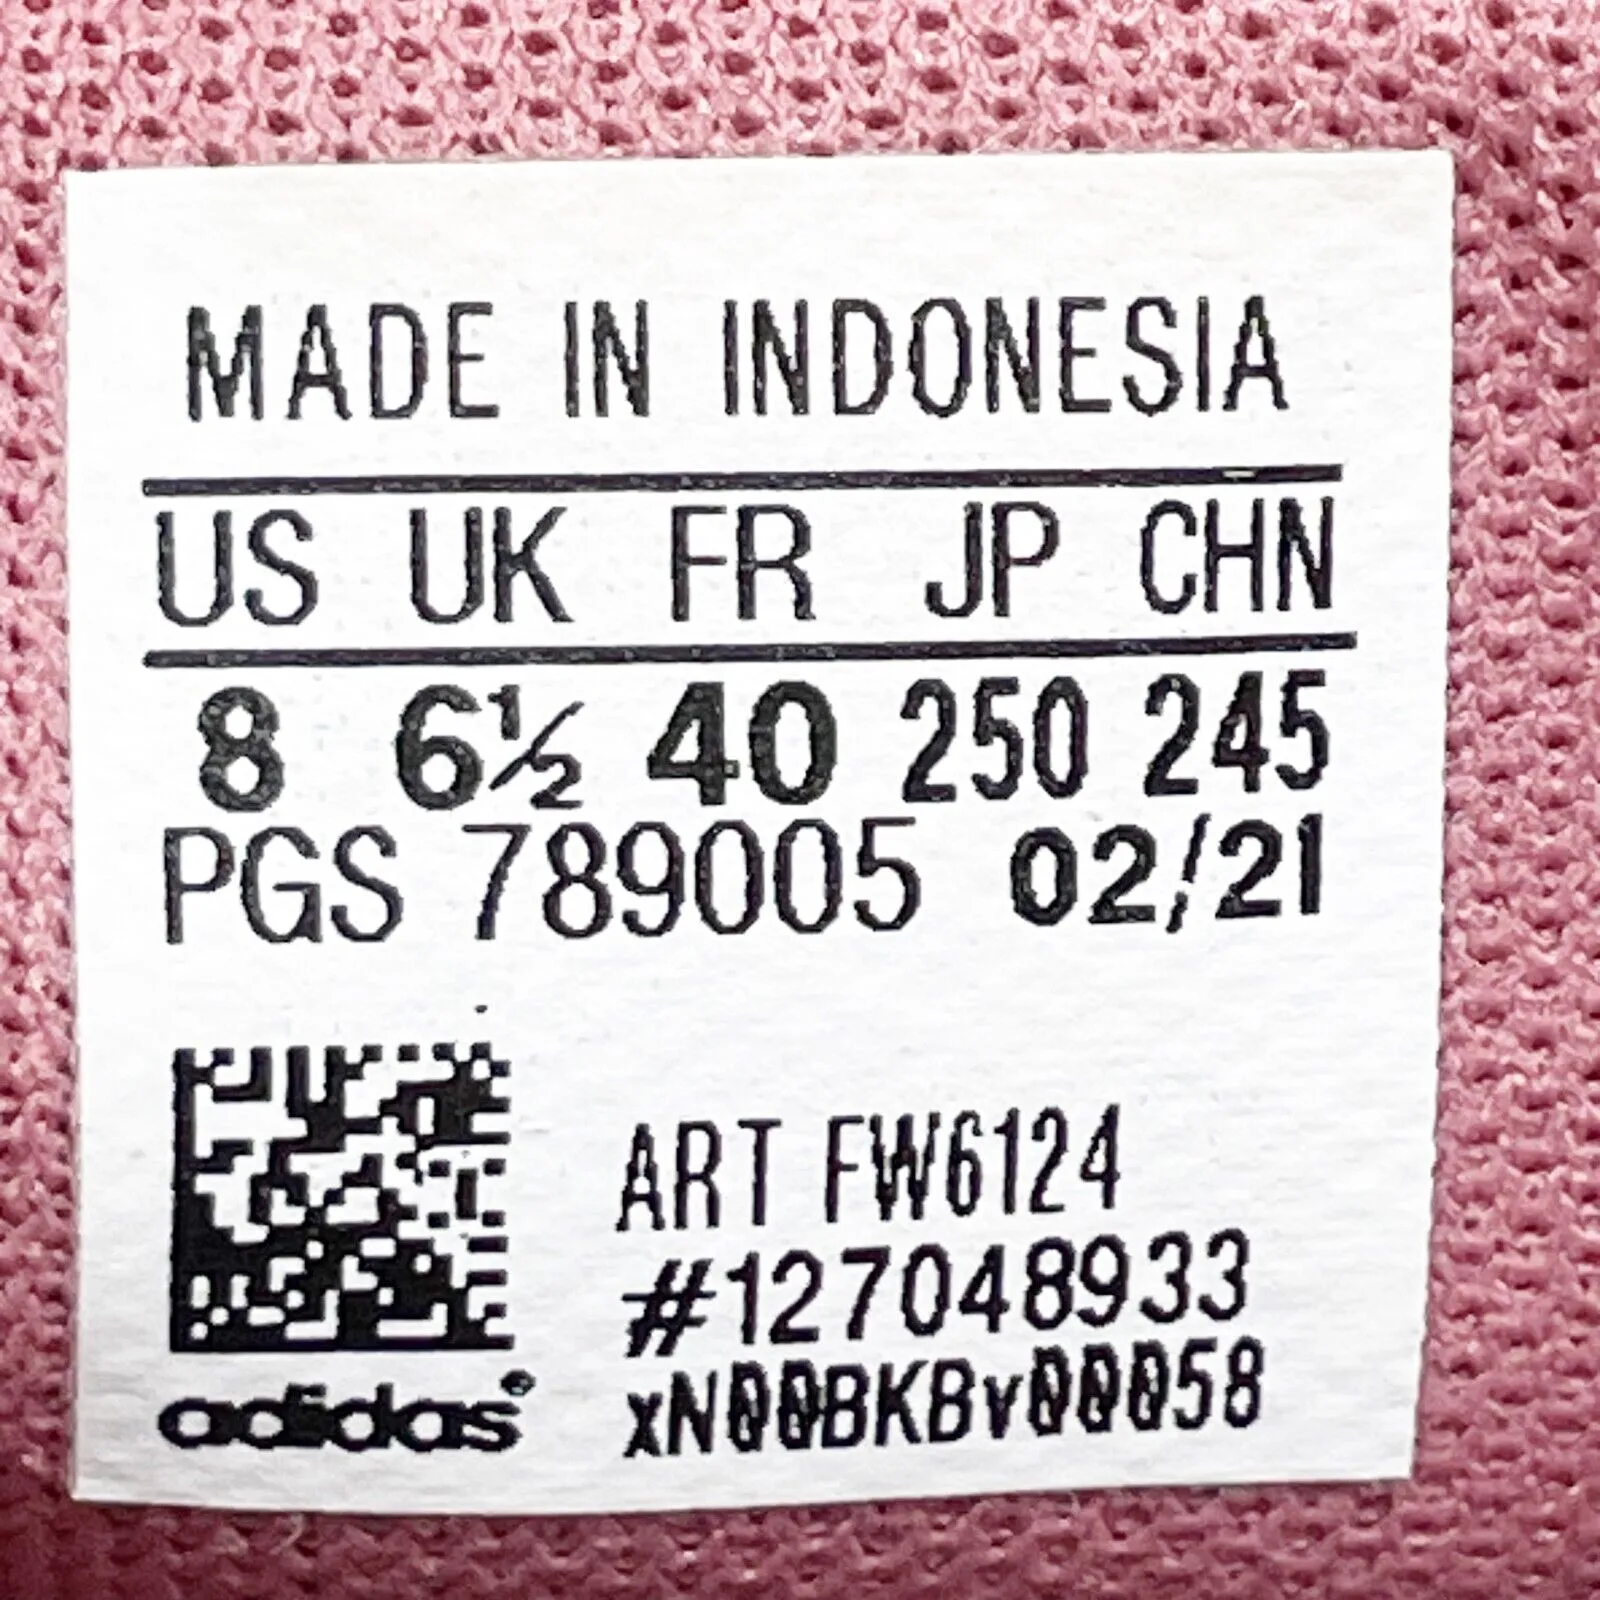 MADE IN INDONESIA
US UK FR JP CHN
8 6½ 40 250 245
PGS 789005 02/21
ART FW6124
#127048933
xN00BKBv00058
adidas®